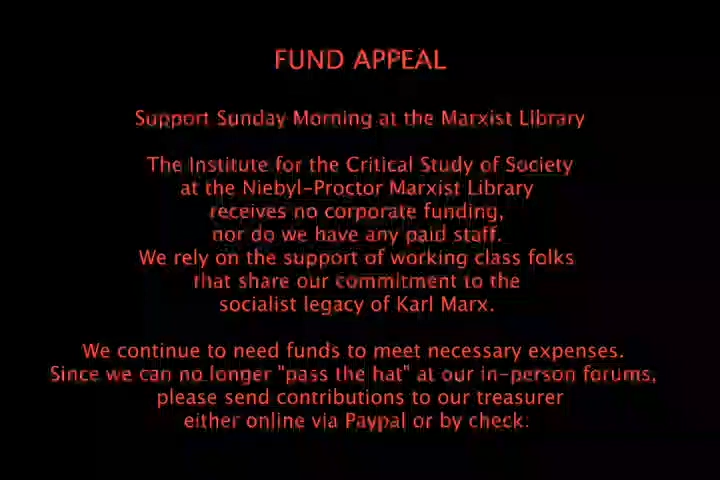 FUND APPEAL
Support Sunday Morning at the Marxist Library
The Institute for the Critical Study of Society
at the Niebyl-Proctor Marxist Library
receives no corporate funding,
nor do we have any paid staff.
We rely on the support of working class folks
that share our commitment to the
socialist legacy of Karl Marx.
We continue to need funds to meet necessary expenses.
Since we can no longer "pass the hat" at our in-person forums,
please send contributions to our treasurer
either online via Paypal or by check: